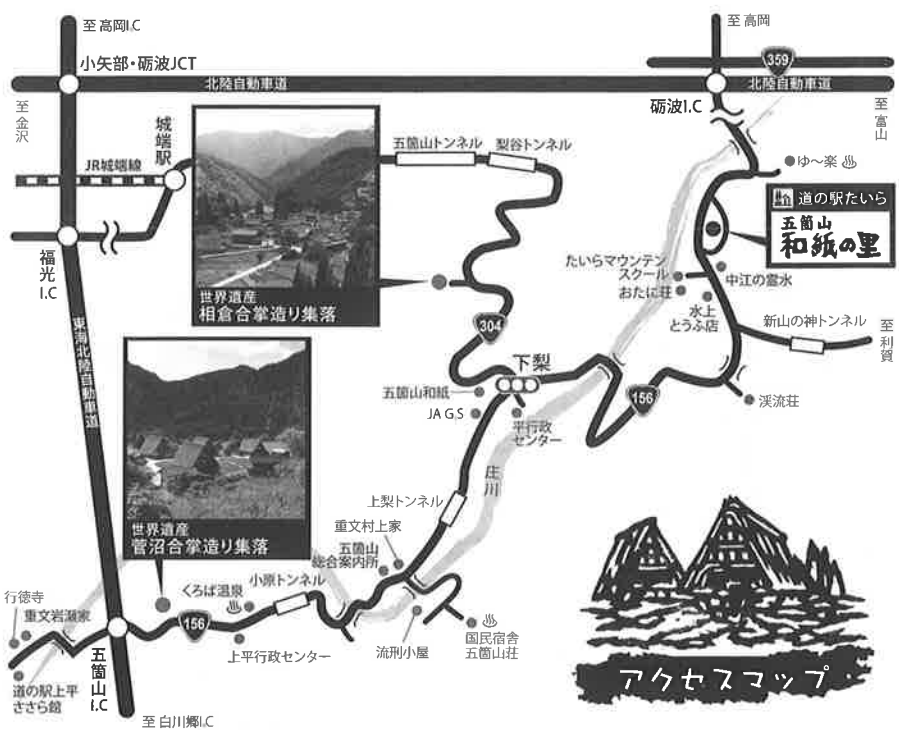 至 高岡I.C
至 高岡
小矢部・砺波JCT
359
北陸自動車道
北陸自動車道
至金沢
砺波I.C
至富山
城端駅
五箇山トンネル
梨谷トンネル
JR城端線
ゆ〜楽
道の駅たいら
五箇山
和紙の里
福光I.C
たいらマウンテン
スクール
おたに荘
中江の霊水
世界遺産
相倉合掌造り集落
水上
とうふ店
新山の神トンネル
至利賀
304
東海北陸自動車道
下梨
五箇山和紙
156
渓流荘
JA G.S
平行政
センター
庄川
上梨トンネル
世界遺産
菅沼合掌造り集落
重文村上家
五箇山
総合案内所
小原トンネル
くろば温泉
行徳寺
重文岩瀬家
156
上平行政センター
流刑小屋
国民宿舎
五箇山荘
五箇山I.C
道の駅上平
ささら館
至 白川郷I.C
アクセスマップ